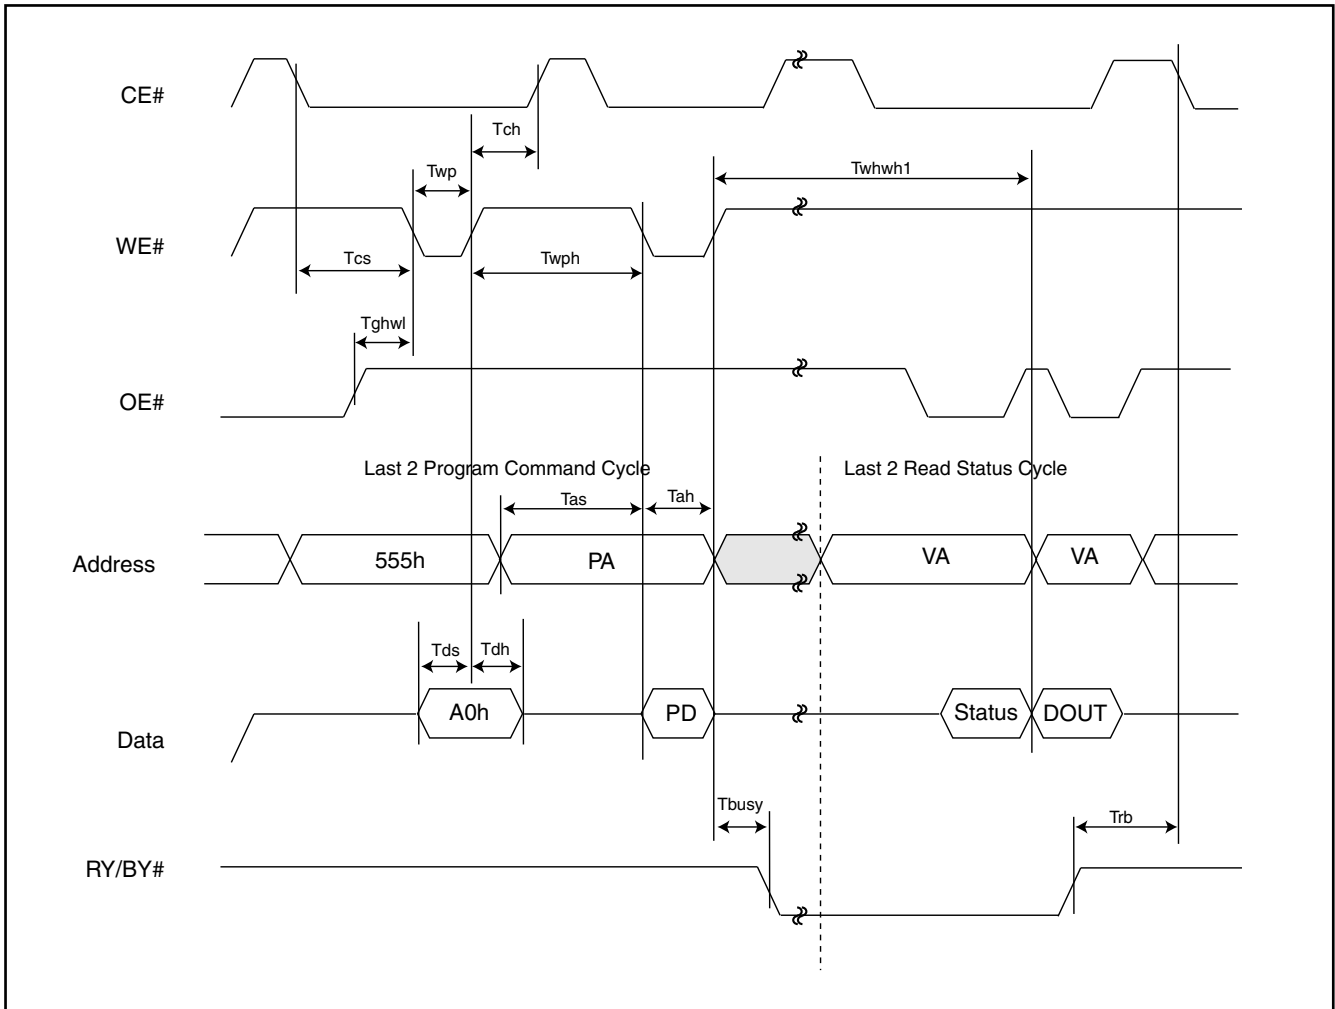 CE#
Tch
Twp
Twhwh1
WE#
Tcs
Twph
Tghwl
OE#
Last 2 Program Command Cycle
Last 2 Read Status Cycle
Tas
Tah
Address
555h
PA
VA
VA
Tds
Tdh
A0h
PD
Status
DOUT
Data
Tbusy
Trb
RY/BY#